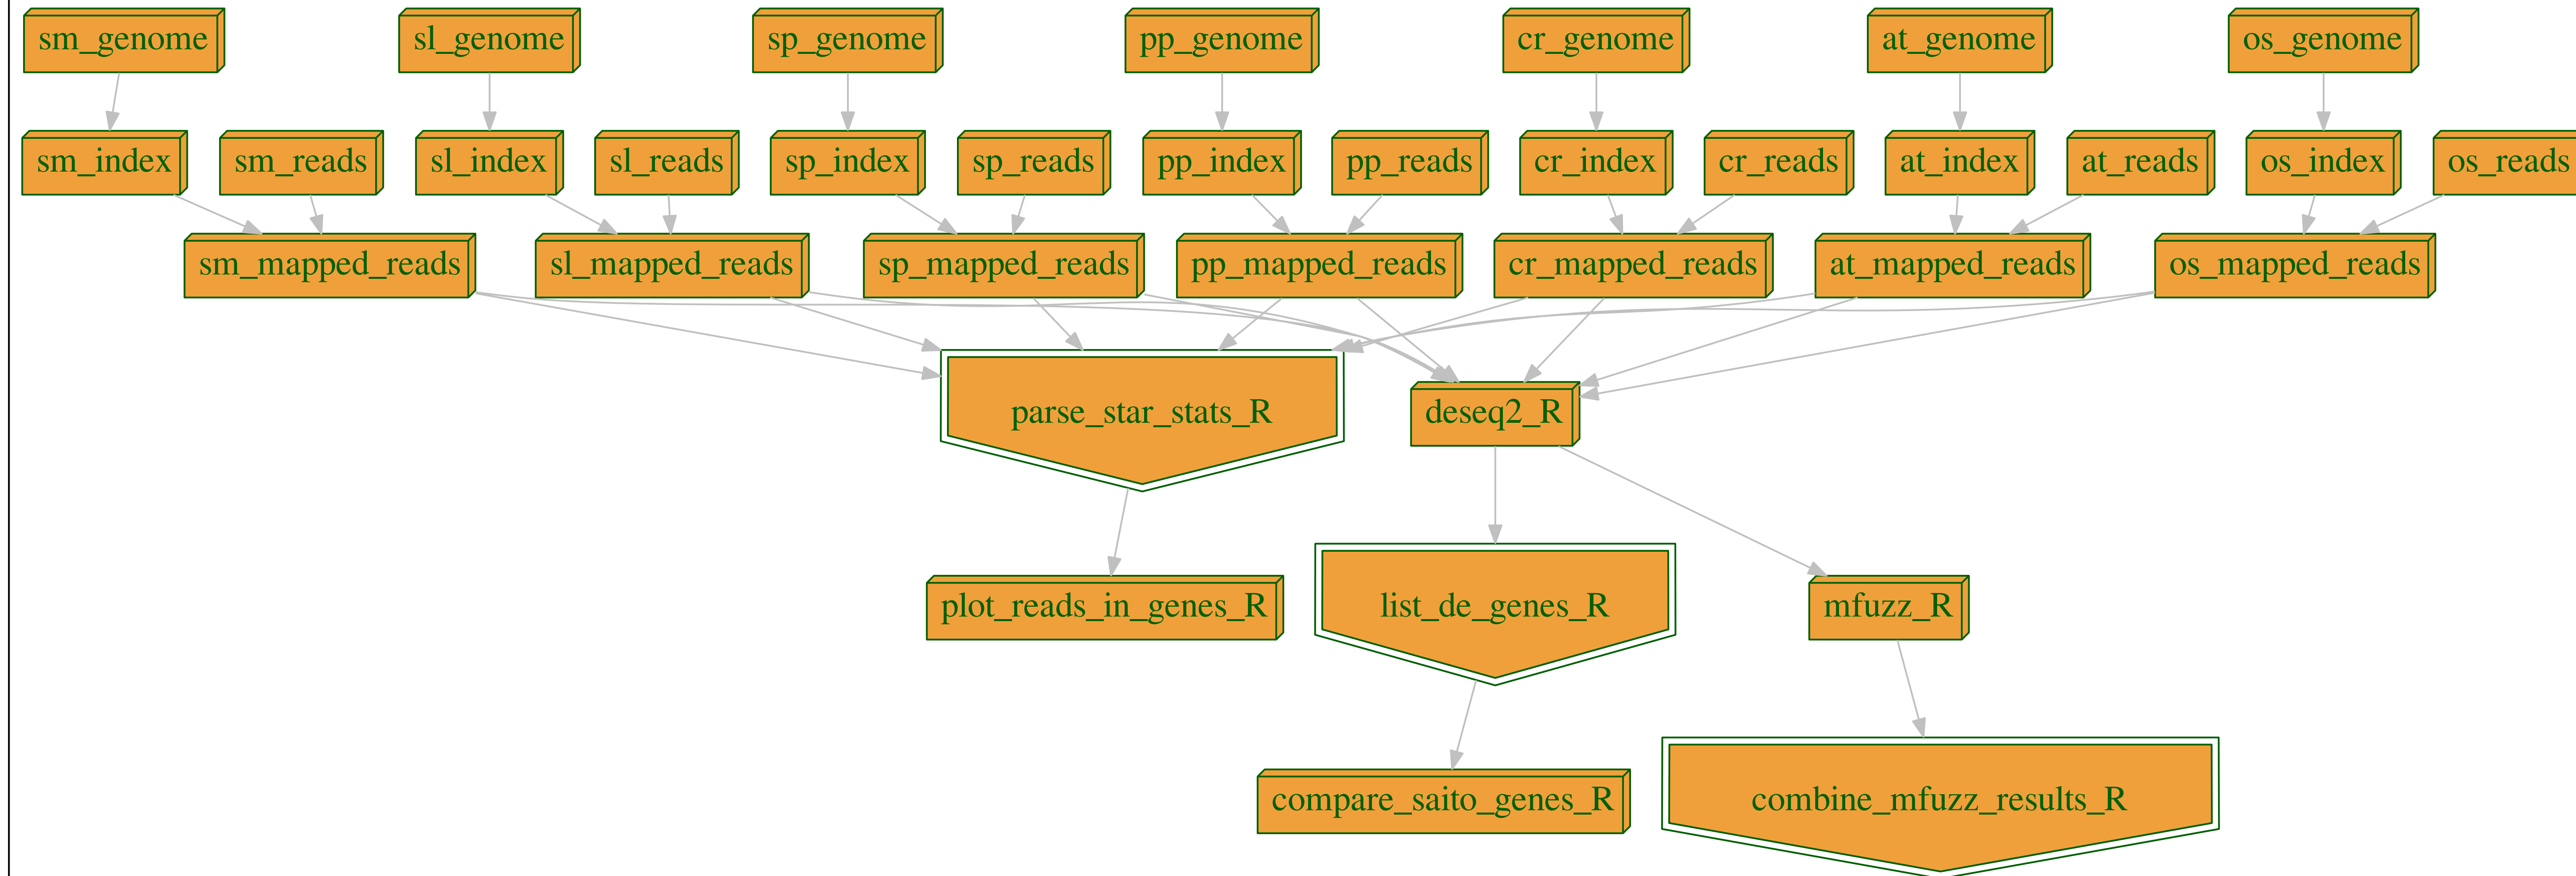 sm_genome
sl_genome
sp_genome
pp_genome
cr_genome
at_genome
os_genome
sm_index
sm_reads
sl_index
sl_reads
sp_index
sp_reads
pp_index
pp_reads
cr_index
cr_reads
at_index
at_reads
os_index
os_reads
sm_mapped_reads
sl_mapped_reads
sp_mapped_reads
pp_mapped_reads
cr_mapped_reads
at_mapped_reads
os_mapped_reads
parse_star_stats_R
deseq2_R
plot_reads_in_genes_R
list_de_genes_R
mfuzz_R
compare_saito_genes_R
combine_mfuzz_results_R